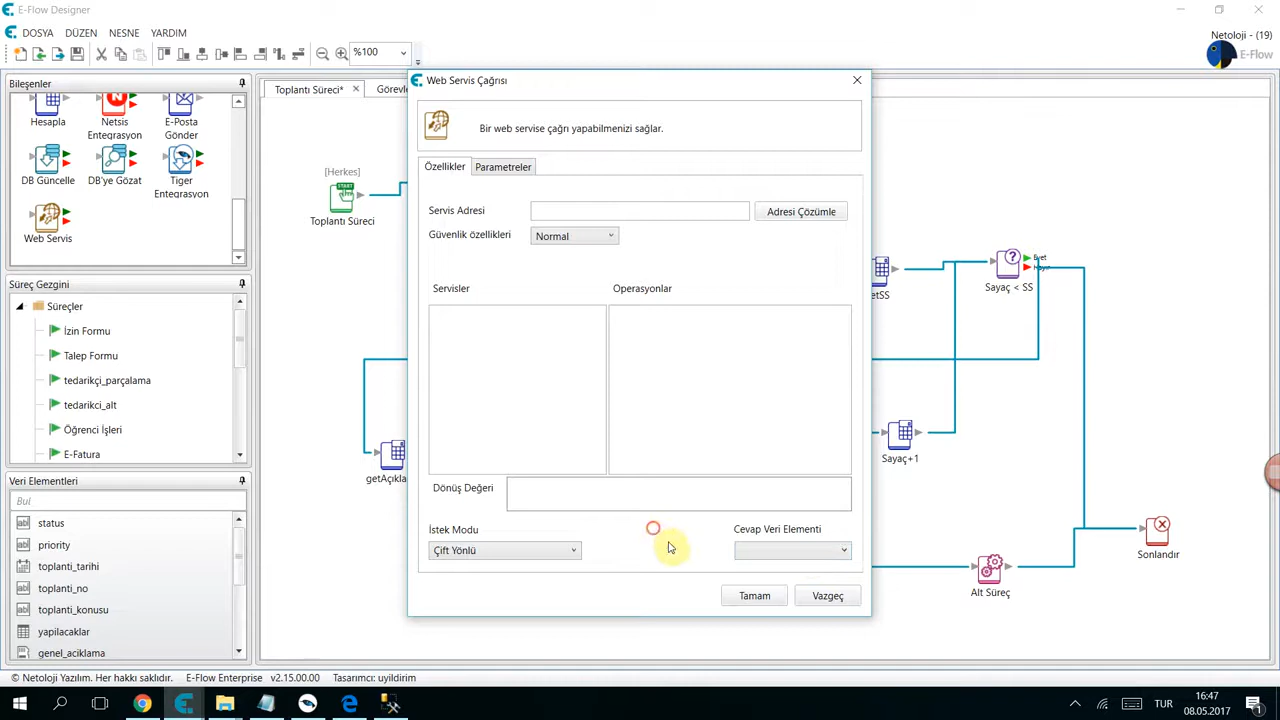 E-Flow Designer
DOSYA DÜZEN NESNE YARDIM
Netoloji - (19)
%100
E-Flow
Bileşenler
Hesapla
Netsis Entegrasyon
E-Posta Gönder
DB Güncelle
DB'ye Gözat
Tiger Entegrasyon
Web Servis
Süreç Gezgini
Süreçler
İzin Formu
Talep Formu
tedarikçi_parçalama
tedarikci_alt
Öğrenci İşleri
E-Fatura
Veri Elementleri
Bul
status
priority
toplanti_tarihi
toplanti_no
toplanti_konusu
yapilacaklar
genel_aciklama
Toplantı Süreci*
Görevle
[Herkes]
START
Toplantı Süreci
getAçıkla
etSS
Sayaç < SS
Evet
Hayır
Sayaç+1
Sonlandır
Alt Süreç
Web Servis Çağrısı
Bir web servise çağrı yapabilmenizi sağlar.
Özellikler Parametreler
Servis Adresi
Adresi Çözümle
Güvenlik özellikleri
Normal
Servisler
Operasyonlar
Dönüş Değeri
İstek Modu
Cevap Veri Elementi
Çift Yönlü
Tamam
Vazgeç
© Netoloji Yazılım. Her hakkı saklıdır. E-Flow Enterprise v2.15.00.00 Tasarımcı: uyildirim
TUR
16:47
08.05.2017